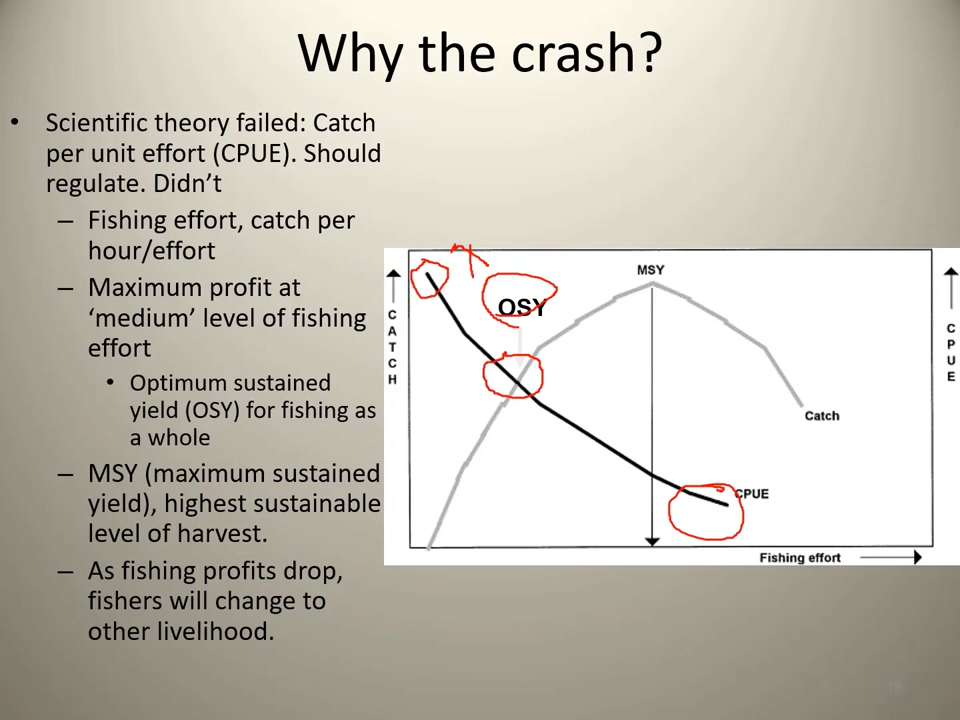 Why the crash?
• Scientific theory failed: Catch
per unit effort (CPUE). Should
regulate. Didn’t
– Fishing effort, catch per
hour/effort
– Maximum profit at
‘medium’ level of fishing
effort
• Optimum sustained
yield (OSY) for fishing as
a whole
– MSY (maximum sustained
yield), highest sustainable
level of harvest.
– As fishing profits drop,
fishers will change to
other livelihood.
MSY
OSY
CATCH
CPUE
Catch
CPUE
Fishing effort